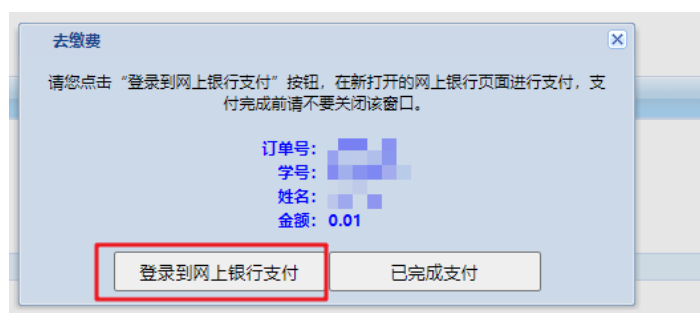 去缴费
请您点击“登录到网上银行支付”按钮，在新打开的网上银行页面进行支付，支
付完成前请不要关闭该窗口。
订单号：
学号：
姓名：
金额：0.01
登录到网上银行支付 已完成支付